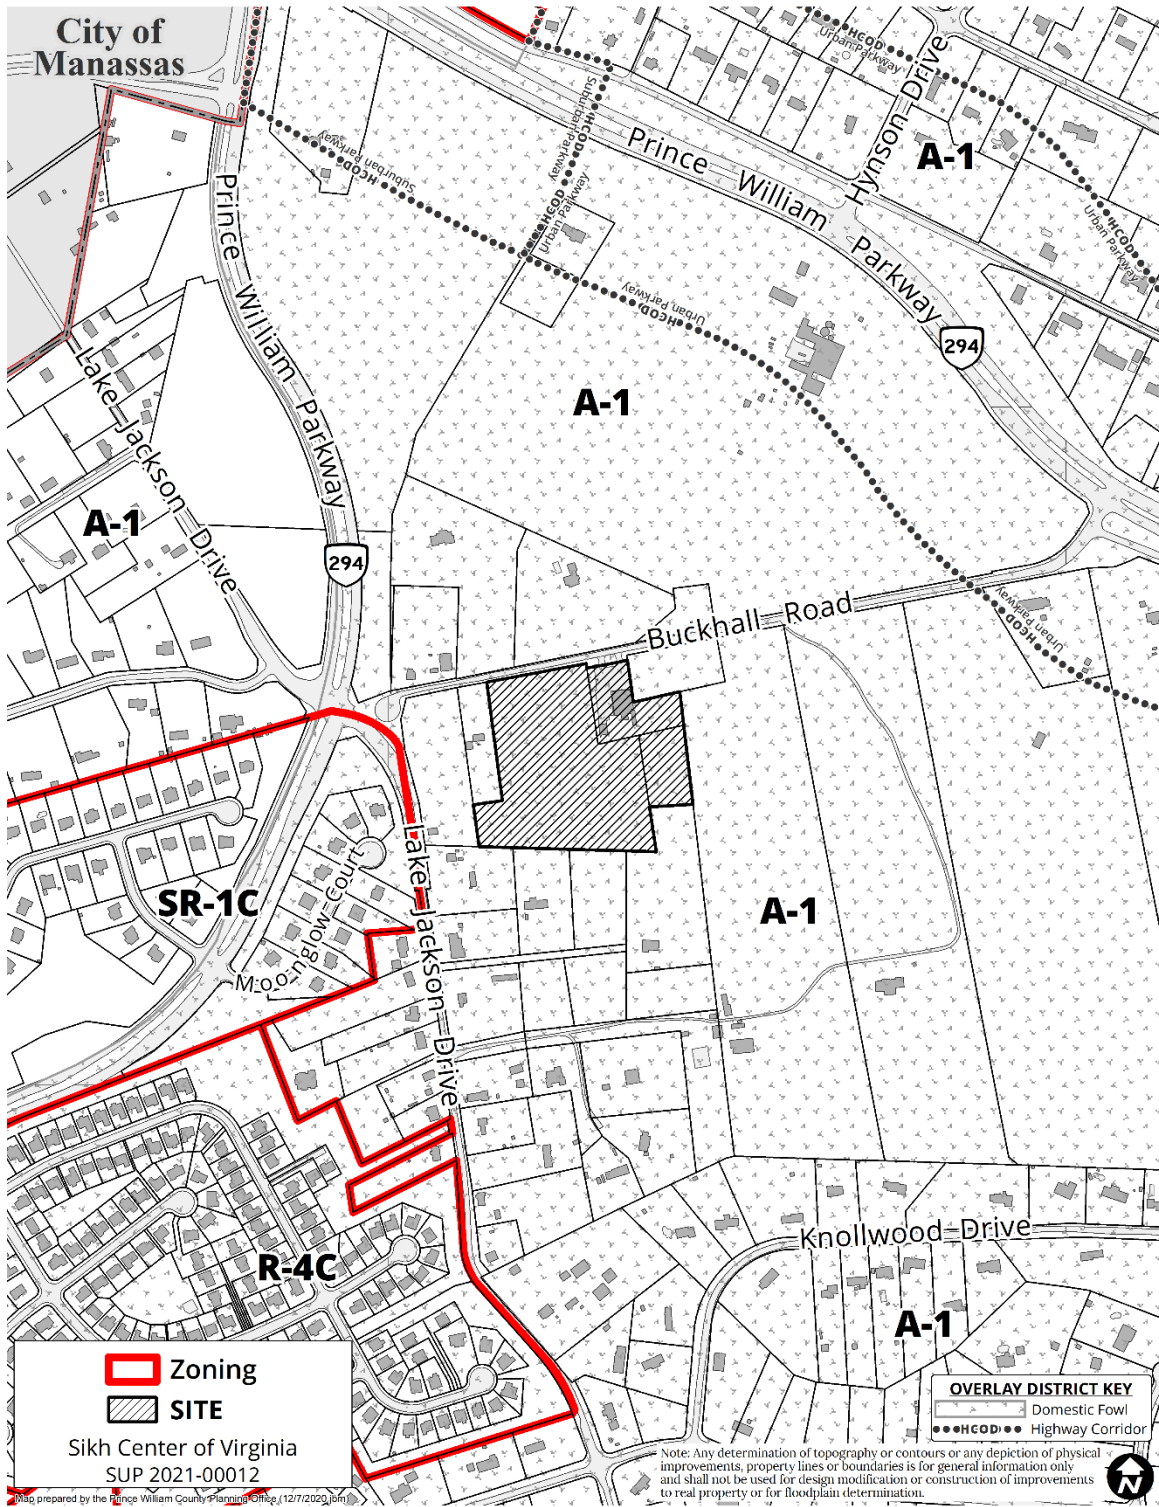 City of
Manassas
HCOD
Urban Parkway
Hynson Drive
A-1
Suburban Parkway
HCOD
HCOD
Suburban Parkway
HCOD
Urban Parkway
Prince William Parkway
HCOD
Urban Parkway
Prince William Parkway
HCOD
Urban Parkway
294
A-1
Lake Jackson Drive
A-1
294
Buckhall Road
HCOD
Urban Parkway
Lake Jackson Drive
SR-1C
Moonglow Court
A-1
Knollwood Drive
R-4C
A-1
Zoning
SITE
Sikh Center of Virginia
SUP 2021-00012
Map prepared by the Prince William County Planning Office (12/7/2020 jbm)
OVERLAY DISTRICT KEY
Domestic Fowl
HCOD Highway Corridor
Note: Any determination of topography or contours or any depiction of physical
improvements, property lines or boundaries is for general information only
and shall not be used for design modification or construction of improvements
to real property or for floodplain determination.
N